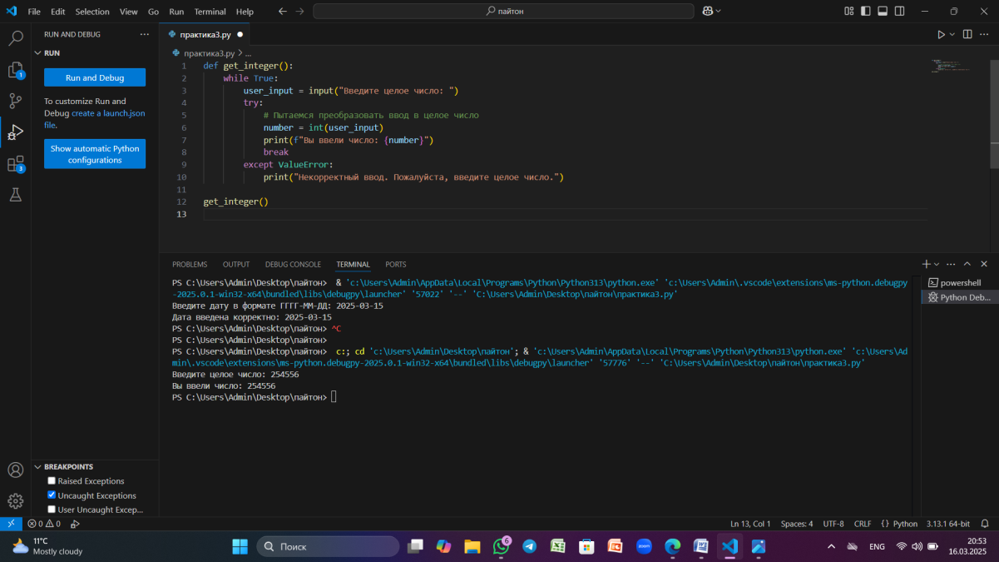 File Edit Selection View Go Run Terminal Help
пайтон
RUN AND DEBUG
RUN
Run and Debug
To customize Run and
Debug create a launch.json
file.
Show automatic Python
configurations
1
3
практика3.py
практика3.py > ...
1 def get_integer():
2 while True:
3 user_input = input("Введите целое число: ")
4 try:
5 # Пытаемся преобразовать ввод в целое число
6 number = int(user_input)
7 print(f"Вы ввели число: {number}")
8 break
9 except ValueError:
10 print("Некорректный ввод. Пожалуйста, введите целое число.")
11
12 get_integer()
13
PROBLEMS OUTPUT DEBUG CONSOLE TERMINAL PORTS
PS C:\Users\Admin\Desktop\пайтон> & 'c:\Users\Admin\AppData\Local\Programs\Python\Python313\python.exe' 'c:\Users\Admin\.vscode\extensions\ms-python.debugpy
-2025.0.1-win32-x64\bundled\libs\debugpy\launcher' '57022' '--' 'C:\Users\Admin\Desktop\пайтон\практика3.py'
Введите дату в формате ГГГГ-ММ-ДД: 2025-03-15
Дата введена корректно: 2025-03-15
PS C:\Users\Admin\Desktop\пайтон> ^C
PS C:\Users\Admin\Desktop\пайтон>
PS C:\Users\Admin\Desktop\пайтон> c:; cd 'c:\Users\Admin\Desktop\пайтон'; & 'c:\Users\Admin\AppData\Local\Programs\Python\Python313\python.exe' 'c:\Users\Ad
min\.vscode\extensions\ms-python.debugpy-2025.0.1-win32-x64\bundled\libs\debugpy\launcher' '57776' '--' 'C:\Users\Admin\Desktop\пайтон\практика3.py'
Введите целое число: 254556
Вы ввели число: 254556
PS C:\Users\Admin\Desktop\пайтон>
powershell
Python Deb...
BREAKPOINTS
Raised Exceptions
Uncaught Exceptions
User Uncaught Excep...
0 0
Ln 13, Col 1 Spaces: 4 UTF-8 CRLF {} Python 3.13.1 64-bit
11°C
Mostly cloudy
Поиск
6
zoom
ENG
20:53
16.03.2025